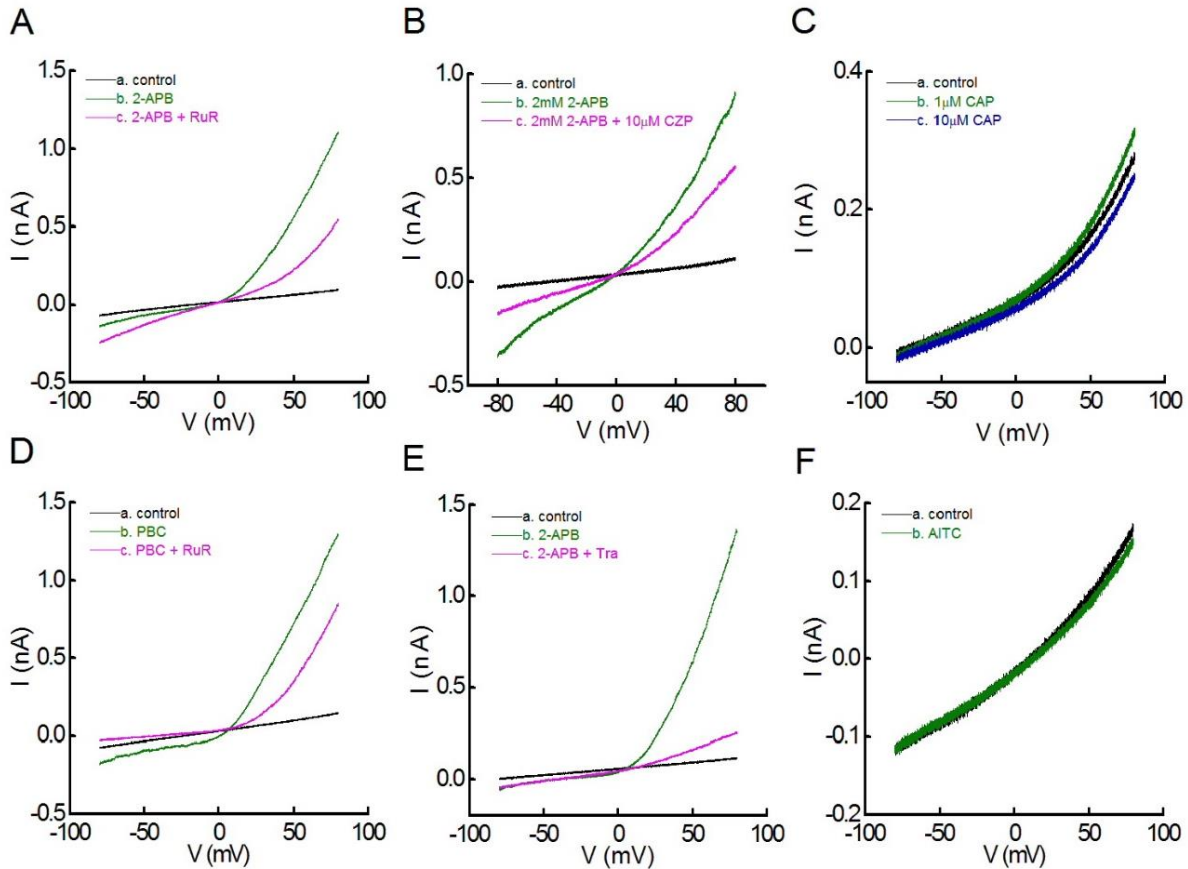 A
a. control
b. 2-APB
c. 2-APB + RuR
I (nA)
1.5
1.0
0.5
0.0
-0.5
-100 -50 0 50 100
V (mV)
B
a. control
b. 2mM 2-APB
c. 2mM 2-APB + 10μM CZP
I (nA)
1.0
0.5
0.0
-0.5
-80 -40 0 40 80
V (mV)
C
a. control
b. 1μM CAP
c. 10μM CAP
I (nA)
0.4
0.2
0.0
-100 -50 0 50 100
V (mV)
D
a. control
b. PBC
c. PBC + RuR
I (nA)
1.5
1.0
0.5
0.0
-0.5
-100 -50 0 50 100
V (mV)
E
a. control
b. 2-APB
c. 2-APB + Tra
I (nA)
1.5
1.0
0.5
0.0
-100 -50 0 50 100
V (mV)
F
a. control
b. AITC
I (nA)
0.2
0.1
0.0
-0.1
-0.2
-100 -50 0 50 100
V (mV)